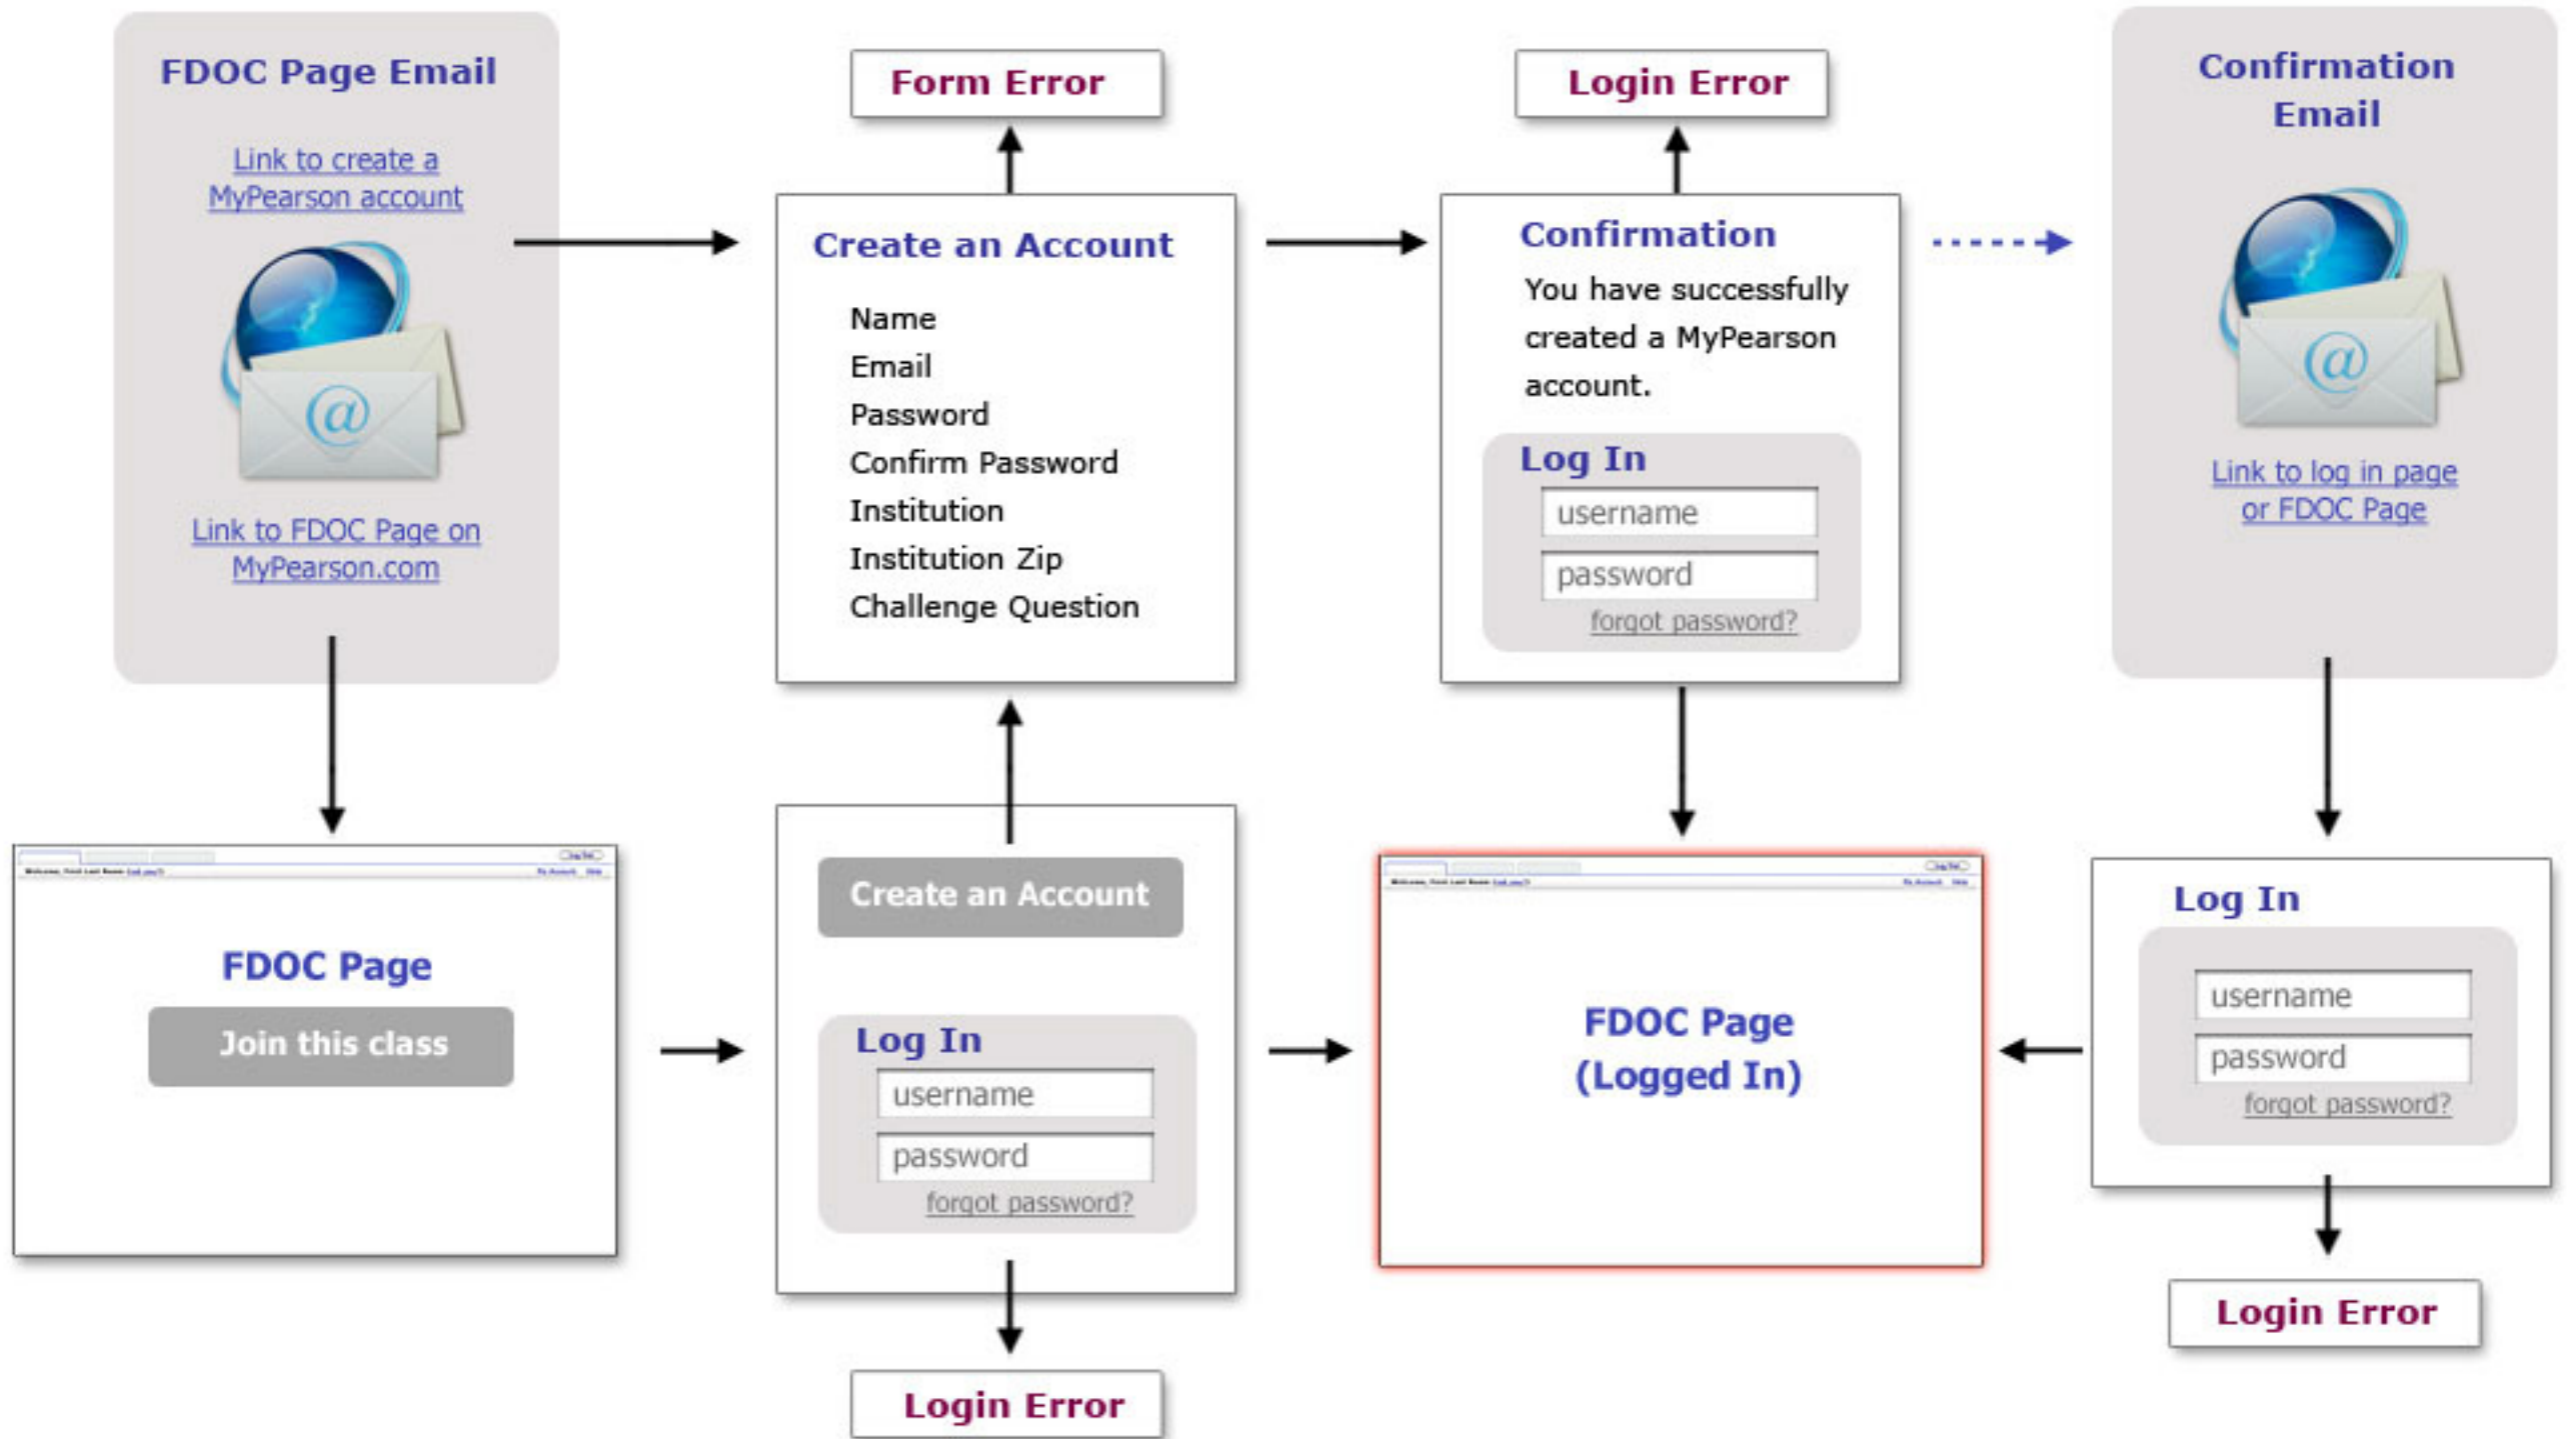 FDOC Page Email
Link to create a
MyPearson account
@
Link to FDOC Page on
MyPearson.com
Form Error
Create an Account
Name
Email
Password
Confirm Password
Institution
Institution Zip
Challenge Question
Login Error
Confirmation
You have successfully
created a MyPearson
account.
Log In
username
password
forgot password?
Confirmation
Email
@
Link to log in page
or FDOC Page
FDOC Page
Join this class
Create an Account
Log In
username
password
forgot password?
Login Error
FDOC Page
(Logged In)
Log In
username
password
forgot password?
Login Error